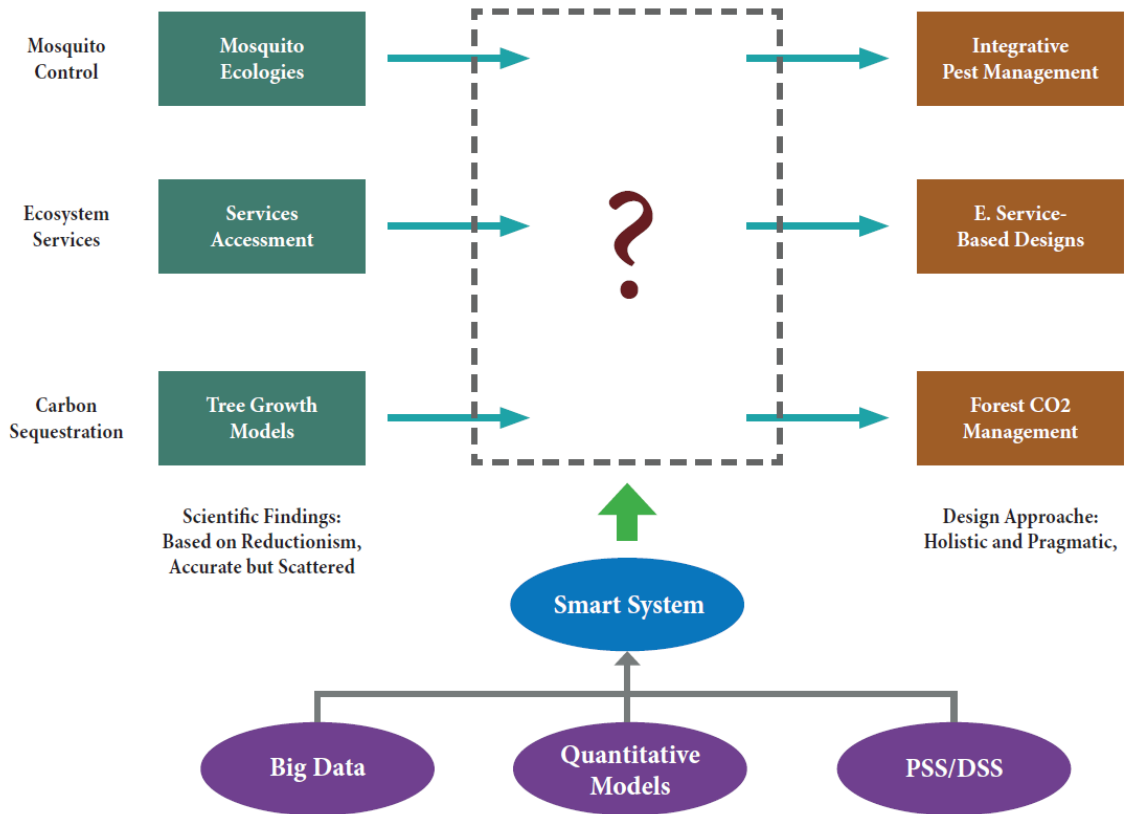 Mosquito
Control
Mosquito
Ecologies
Integrative
Pest Management
Ecosystem
Services
Services
Accessment
?
E. Service-
Based Designs
Carbon
Sequestration
Tree Growth
Models
Forest CO2
Management
Scientific Findings:
Based on Reductionism,
Accurate but Scattered
Design Approache:
Holistic and Pragmatic,
Smart System
Big Data
Quantitative
Models
PSS/DSS